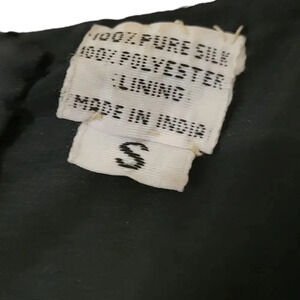 100% PURE SILK
100% POLYESTER
LINING
MADE IN INDIA
S